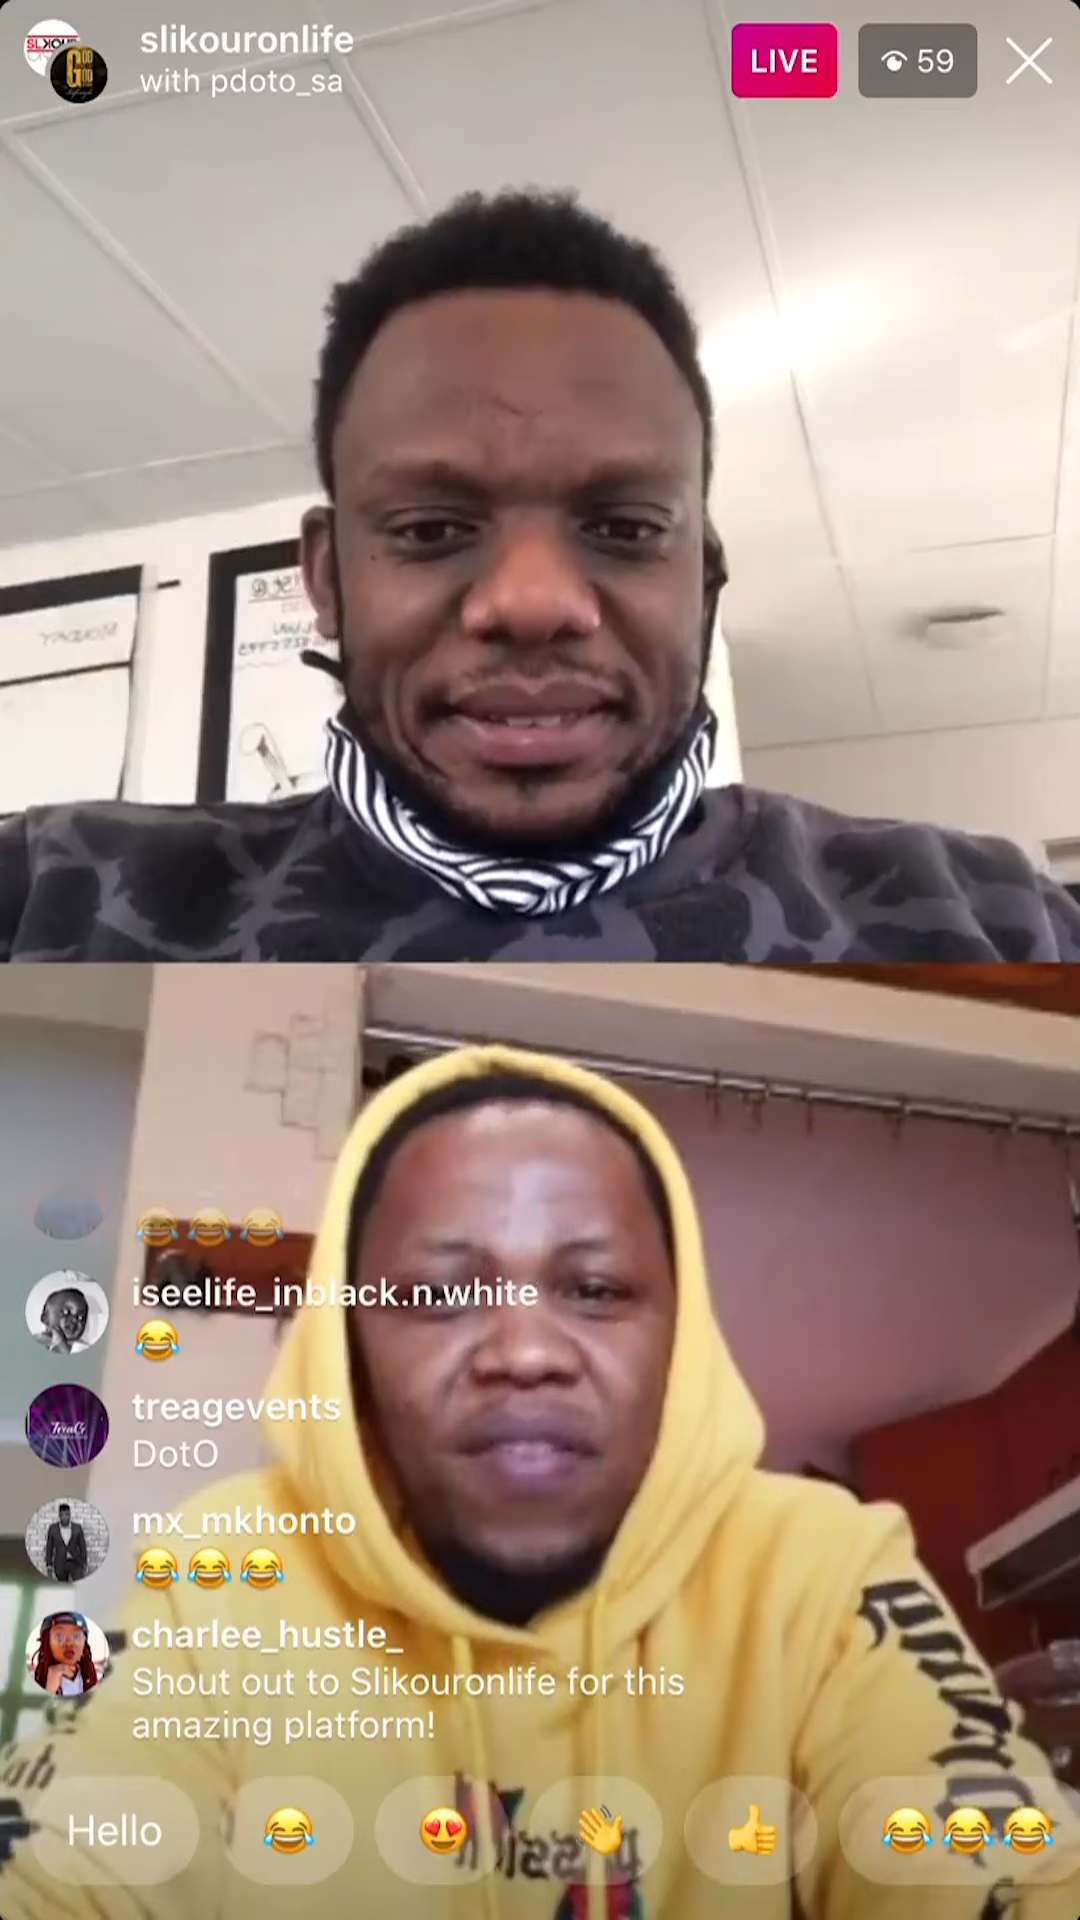 slikouronlife
with pdoto_sa
LIVE
59
iseelife_inblack.n.white
😂
treagevents
DotO
mx_mkhonto
😂😂😂
charlee_hustle_
Shout out to Slikouronlife for this
amazing platform!
Hello